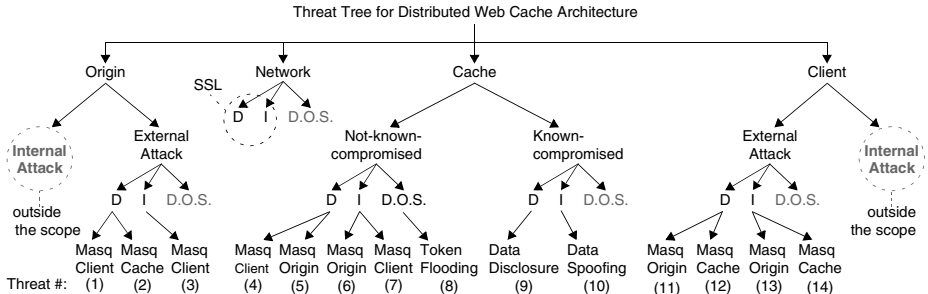 Threat Tree for Distributed Web Cache Architecture
Origin Network Cache Client
SSL
D I D.O.S.
Internal Attack
External Attack
Not-known-compromised
Known-compromised
External Attack
Internal Attack
outside the scope
D I D.O.S.
D I D.O.S.
D I D.O.S.
D I D.O.S.
outside the scope
Masq Client
Masq Cache
Masq Client
Masq Client
Masq Origin
Masq Origin
Masq Client
Token Flooding
Data Disclosure
Data Spoofing
Masq Origin
Masq Cache
Masq Origin
Masq Cache
Threat #: (1) (2) (3) (4) (5) (6) (7) (8) (9) (10) (11) (12) (13) (14)